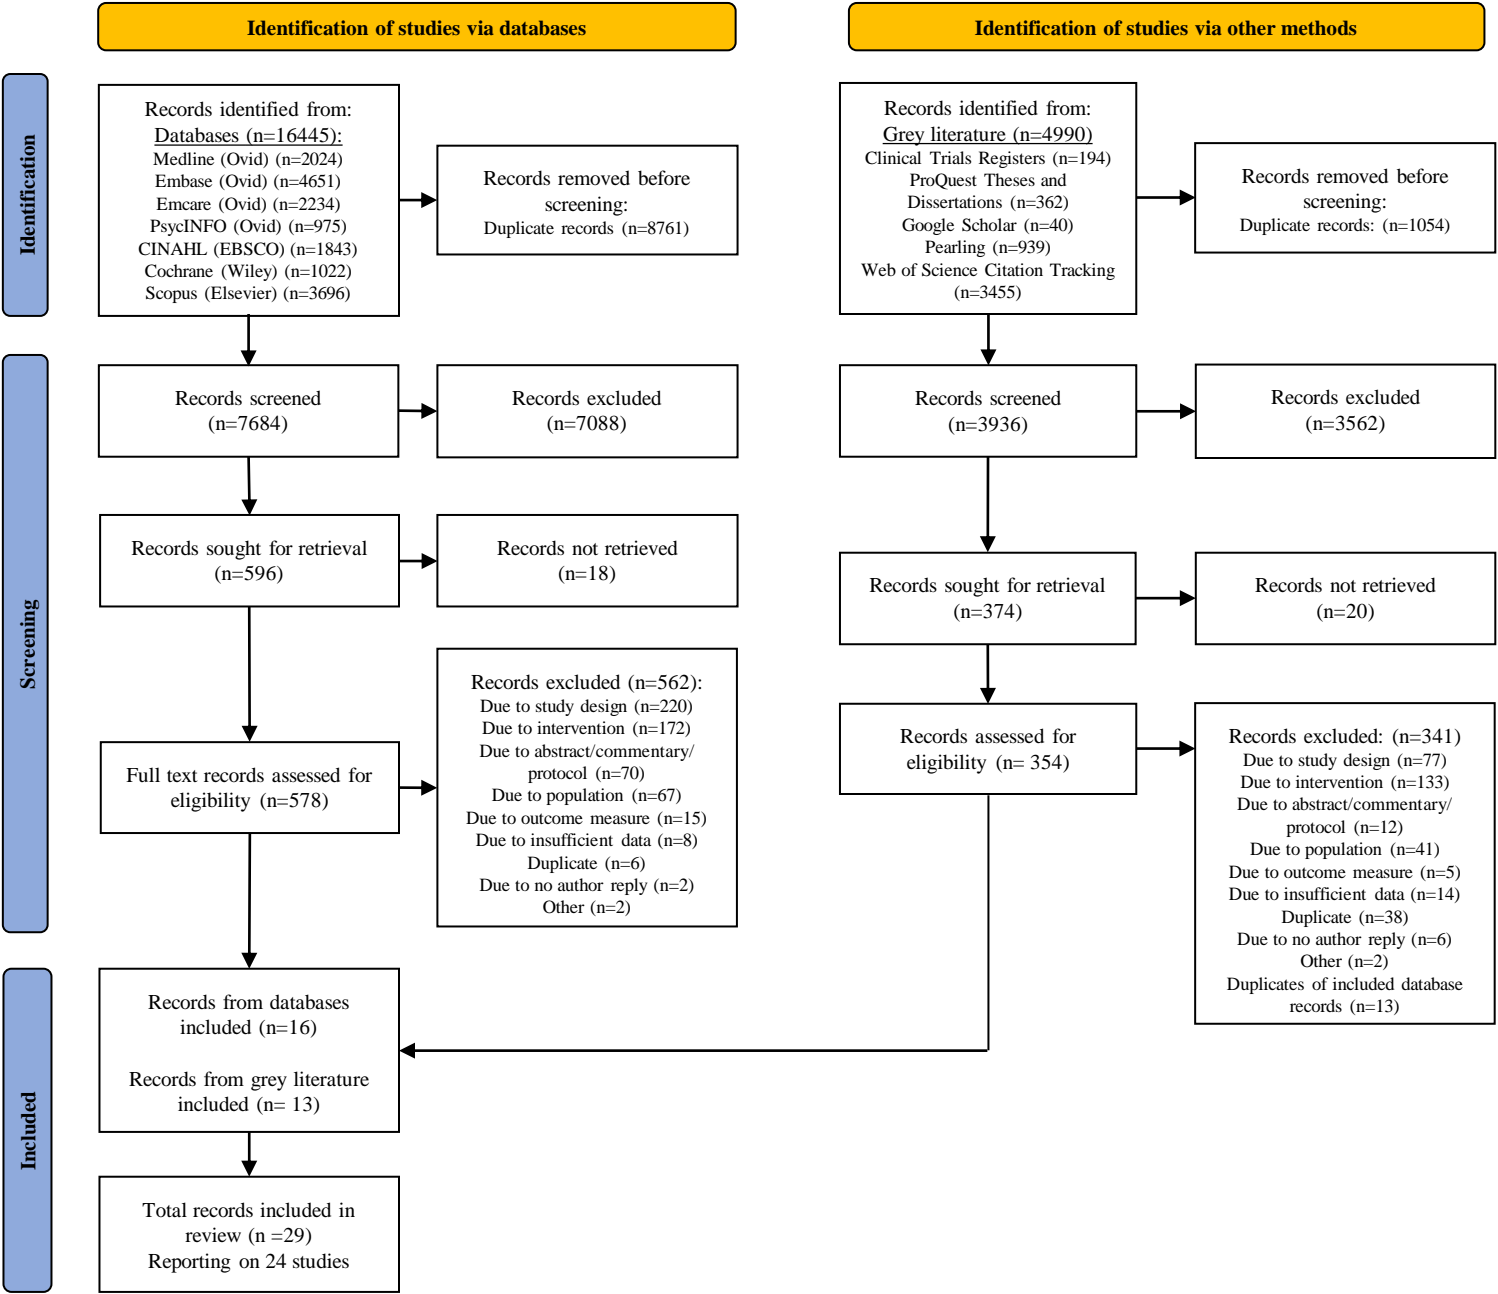 Identification of studies via databases
Identification of studies via other methods
Identification
Records identified from:
Databases (n=16445):
Medline (Ovid) (n=2024)
Embase (Ovid) (n=4651)
Emcare (Ovid) (n=2234)
PsycINFO (Ovid) (n=975)
CINAHL (EBSCO) (n=1843)
Cochrane (Wiley) (n=1022)
Scopus (Elsevier) (n=3696)
Records removed before
screening:
Duplicate records (n=8761)
Records identified from:
Grey literature (n=4990)
Clinical Trials Registers (n=194)
ProQuest Theses and
Dissertations (n=362)
Google Scholar (n=40)
Pearling (n=939)
Web of Science Citation Tracking
(n=3455)
Records removed before
screening:
Duplicate records: (n=1054)
Screening
Records screened
(n=7684)
Records excluded
(n=7088)
Records screened
(n=3936)
Records excluded
(n=3562)
Records sought for retrieval
(n=596)
Records not retrieved
(n=18)
Records sought for retrieval
(n=374)
Records not retrieved
(n=20)
Full text records assessed for
eligibility (n=578)
Records excluded (n=562):
Due to study design (n=220)
Due to intervention (n=172)
Due to abstract/commentary/
protocol (n=70)
Due to population (n=67)
Due to outcome measure (n=15)
Due to insufficient data (n=8)
Duplicate (n=6)
Due to no author reply (n=2)
Other (n=2)
Records assessed for
eligibility (n= 354)
Records excluded: (n=341)
Due to study design (n=77)
Due to intervention (n=133)
Due to abstract/commentary/
protocol (n=12)
Due to population (n=41)
Due to outcome measure (n=5)
Due to insufficient data (n=14)
Duplicate (n=38)
Due to no author reply (n=6)
Other (n=2)
Duplicates of included database
records (n=13)
Included
Records from databases
included (n=16)
Records from grey literature
included (n= 13)
Total records included in
review (n =29)
Reporting on 24 studies